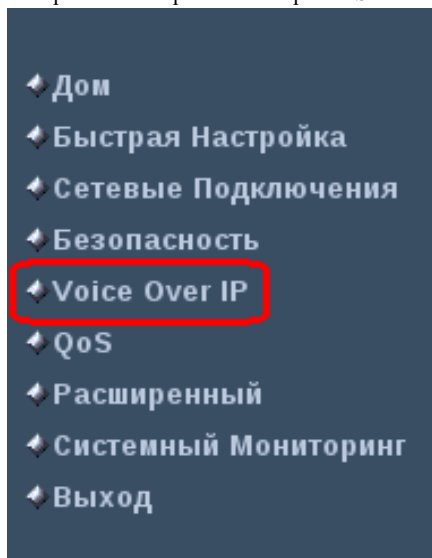 Дом
Быстрая Настройка
Сетевые Подключения
Безопасность
Voice Over IP
QoS
Расширенный
Системный Мониторинг
Выход